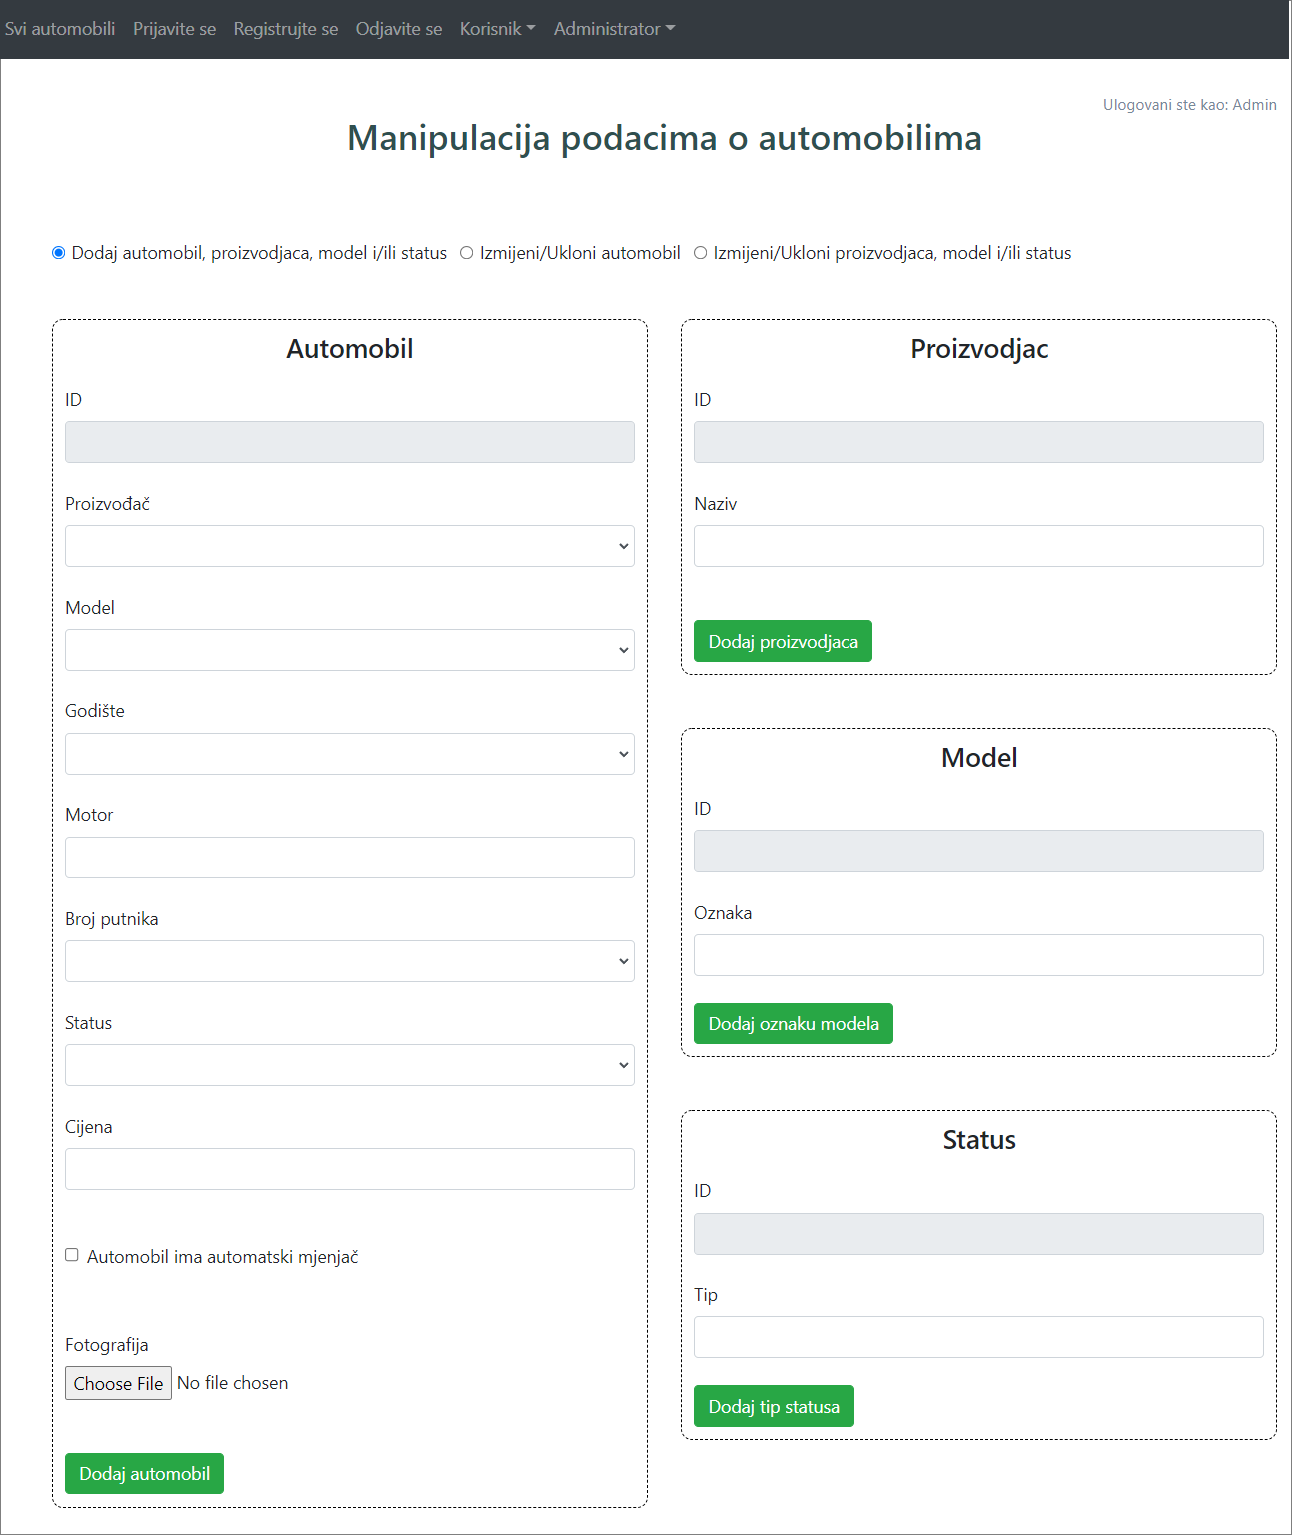 Svi automobili Prijavite se Registrujte se Odjavite se Korisnik Administrator
Ulogovani ste kao: Admin
Manipulacija podacima o automobilima
Dodaj automobil, proizvodjaca, model i/ili status Izmijeni/Ukloni automobil Izmijeni/Ukloni proizvodjaca, model i/ili status
Automobil
ID
Proizvođač
Model
Godište
Motor
Broj putnika
Status
Cijena
Automobil ima automatski mjenjač
Fotografija
Choose File No file chosen
Dodaj automobil
Proizvodjac
ID
Naziv
Dodaj proizvodjaca
Model
ID
Oznaka
Dodaj oznaku modela
Status
ID
Tip
Dodaj tip statusa